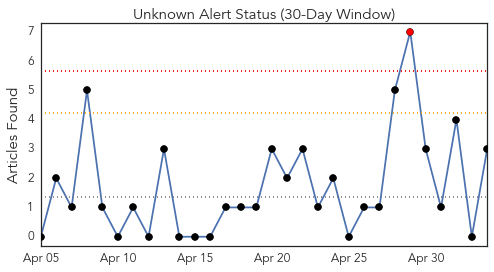 Unknown Alert Status (30-Day Window)
Articles Found
7
6
5
4
3
2
1
0
Apr 05
Apr 10
Apr 15
Apr 20
Apr 25
Apr 30